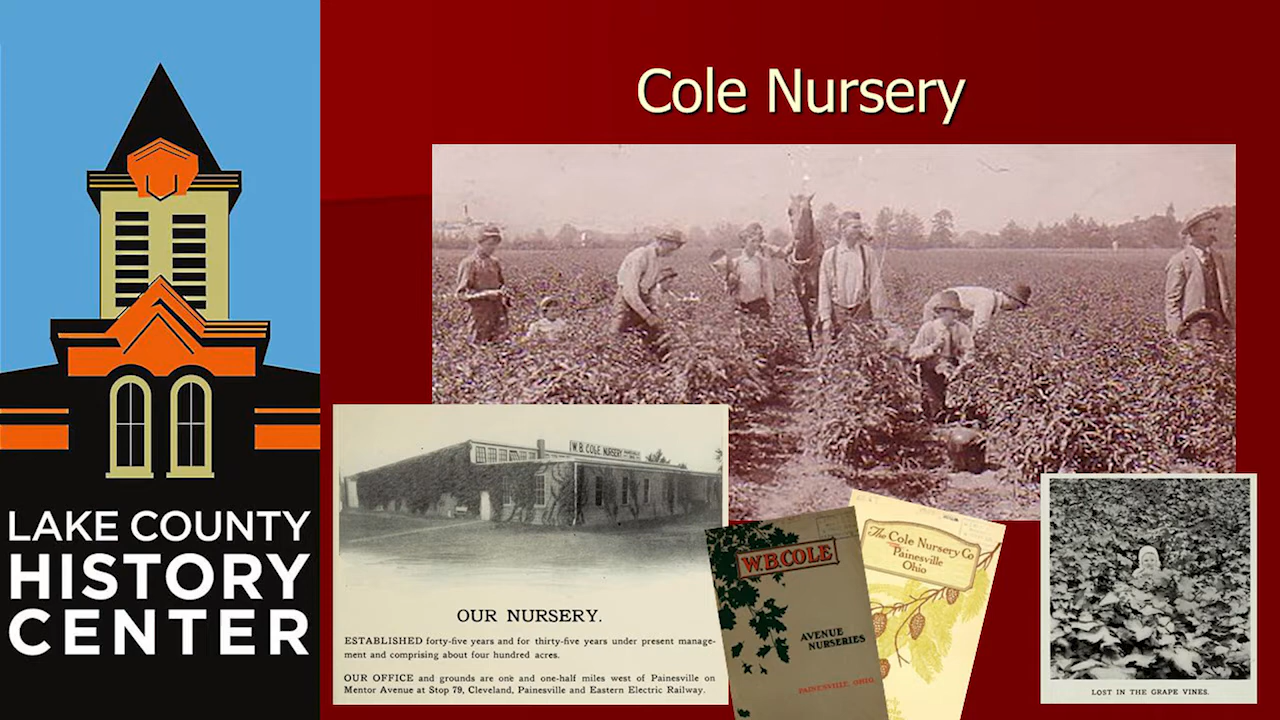 Cole Nursery
LAKE COUNTY
HISTORY
CENTER
W.B. COLE NURSERY
OUR NURSERY.
ESTABLISHED forty-five years and for thirty-five years under present manage-
ment and comprising about four hundred acres.
OUR OFFICE and grounds are one and one-half miles west of Painesville on
Mentor Avenue at Stop 79, Cleveland, Painesville and Eastern Electric Railway.
W.B.COLE
AVENUE
NURSERIES
PAINESVILLE, OHIO.
The Cole Nursery Co
Painesville
Ohio
LOST IN THE GRAPE VINES.